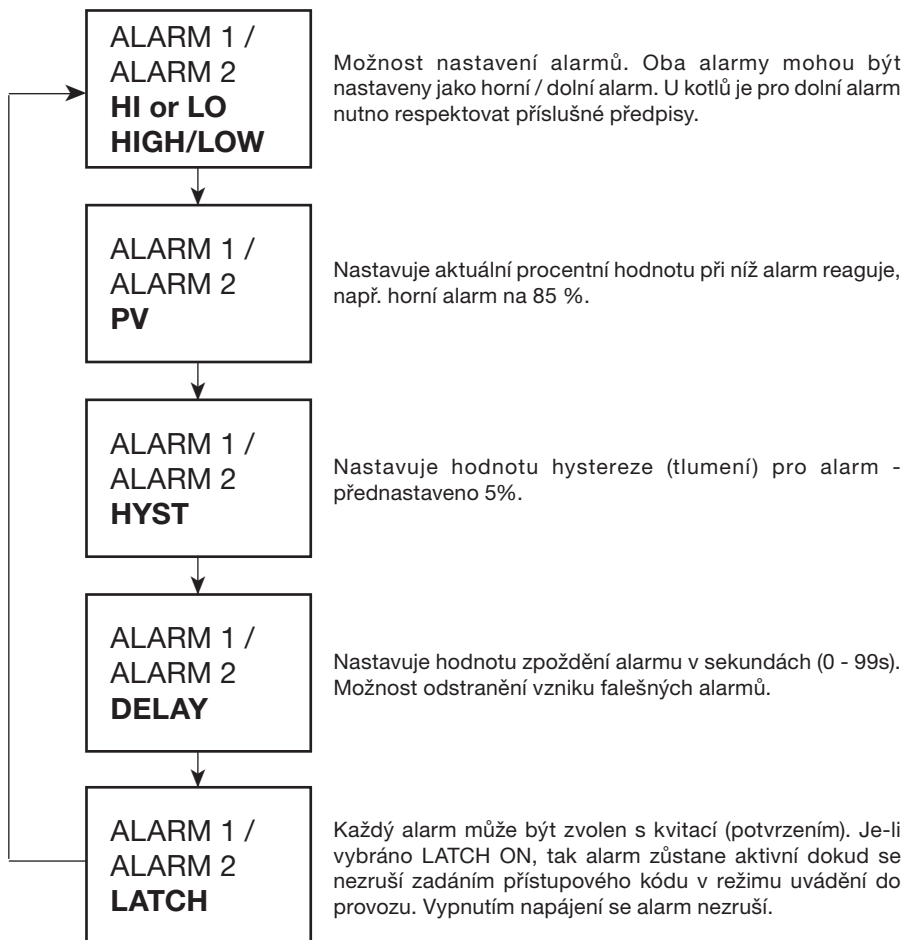 ALARM 1 /
ALARM 2
HI or LO
HIGH/LOW
Možnost nastavení alarmů. Oba alarmy mohou být
nastaveny jako horní / dolní alarm. U kotlů je pro dolní alarm
nutno respektovat příslušné předpisy.
ALARM 1 /
ALARM 2
PV
Nastavuje aktuální procentní hodnotu při níž alarm reaguje,
např. horní alarm na 85 %.
ALARM 1 /
ALARM 2
HYST
Nastavuje hodnotu hystereze (tlumení) pro alarm -
přednastaveno 5%.
ALARM 1 /
ALARM 2
DELAY
Nastavuje hodnotu zpoždění alarmu v sekundách (0 - 99s).
Možnost odstranění vzniku falešných alarmů.
ALARM 1 /
ALARM 2
LATCH
Každý alarm může být zvolen s kvitací (potvrzením). Je-li
vybráno LATCH ON, tak alarm zůstane aktivní dokud se
nezruší zadáním přístupového kódu v režimu uvádění do
provozu. Vypnutím napájení se alarm nezruší.